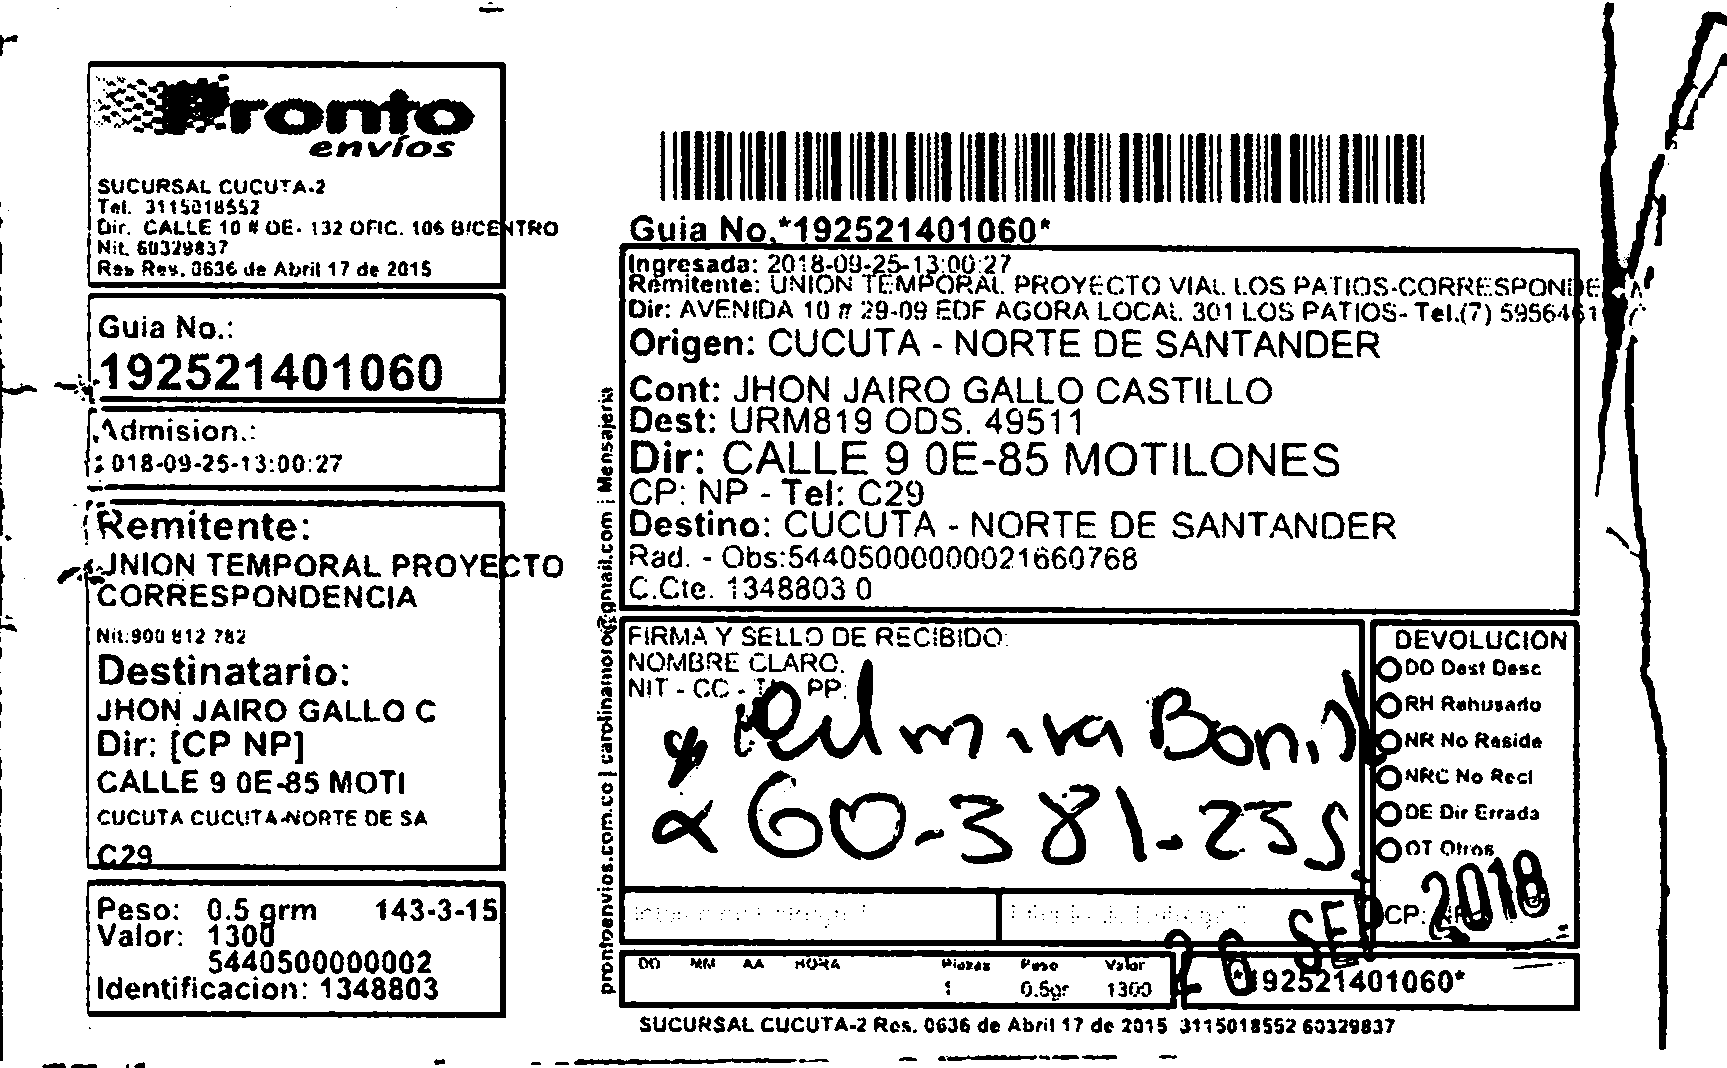 Pronto
envíos
SUCURSAL CUCUTA-2
Tel. 3115018552
Dir. CALLE 10 # OE- 132 OFIC. 106 B/CENTRO
Nit. 60329837
Res Res. 0636 de Abril 17 de 2015
Guia No.:
192521401060
Admision.:
2018-09-25-13:00:27
Remitente:
UNION TEMPORAL PROYECTO
CORRESPONDENCIA
Nit:900 812 782
Destinatario:
JHON JAIRO GALLO C
Dir: [CP NP]
CALLE 9 0E-85 MOTI
CUCUTA CUCUTA-NORTE DE SA
C29
Peso: 0.5 grm 143-3-15
Valor: 1300
5440500000002
Identificacion: 1348803
prontoenvios.com.co | carolinamoro@gmail.com | Mensajeria
Guia No.*192521401060*
Ingresada: 2018-09-25-13:00:27
Remitente: UNION TEMPORAL PROYECTO VIAL LOS PATIOS-CORRESPONDE
Dir: AVENIDA 10 # 29-09 EDF AGORA LOCAL 301 LOS PATIOS- Tel.(7) 5956461
Origen: CUCUTA - NORTE DE SANTANDER
Cont: JHON JAIRO GALLO CASTILLO
Dest: URM819 ODS. 49511
Dir: CALLE 9 0E-85 MOTILONES
CP: NP - Tel: C29
Destino: CUCUTA - NORTE DE SANTANDER
Rad. - Obs:54405000000021660768
C.Cte. 1348803 0
FIRMA Y SELLO DE RECIBIDO:
NOMBRE CLARO.
NIT - CC - PP:
60-381-235
DEVOLUCION
DD Dest Desc
RH Rehusado
NR No Reside
NRC No Recl
DE Dir Errada
OT Otros
CP:
26 SEP 2018
DD MM AA HORA Piezas Peso Valor
1 0.5gr 1300
*192521401060*
SUCURSAL CUCUTA-2 Res. 0636 de Abril 17 de 2015 3115018552 60329837